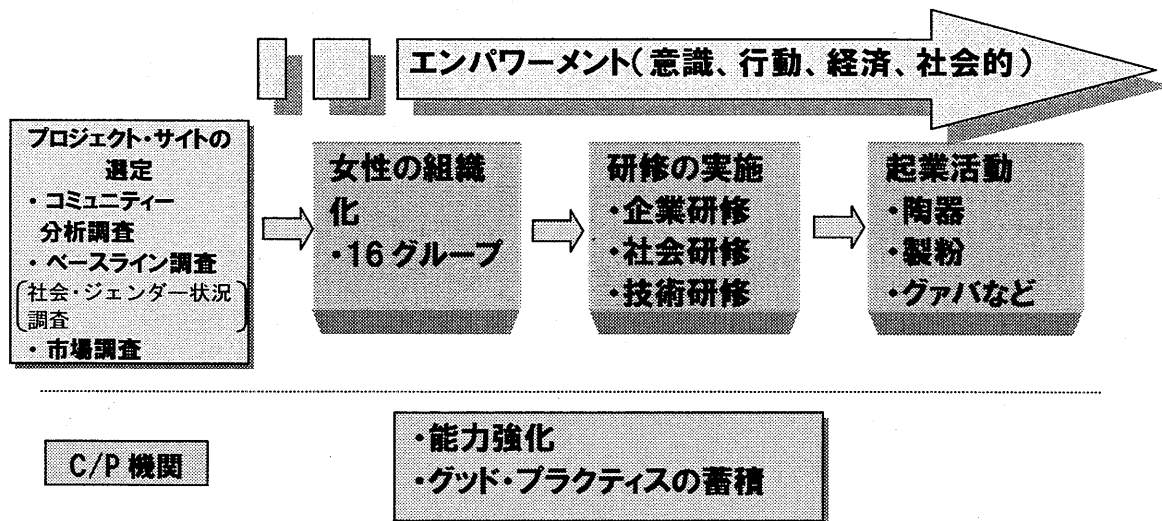 エンパワーメント(意識、行動、経済、社会的)
プロジェクト・サイトの
選定
・コミュニティー
分析調査
・ベースライン調査
社会・ジェンダー状況
調査
・市場調査
女性の組織
化
・16グループ
研修の実施
・企業研修
・社会研修
・技術研修
起業活動
・陶器
・製粉
・グァバなど
C/P機関
・能力強化
・グッド・プラクティスの蓄積